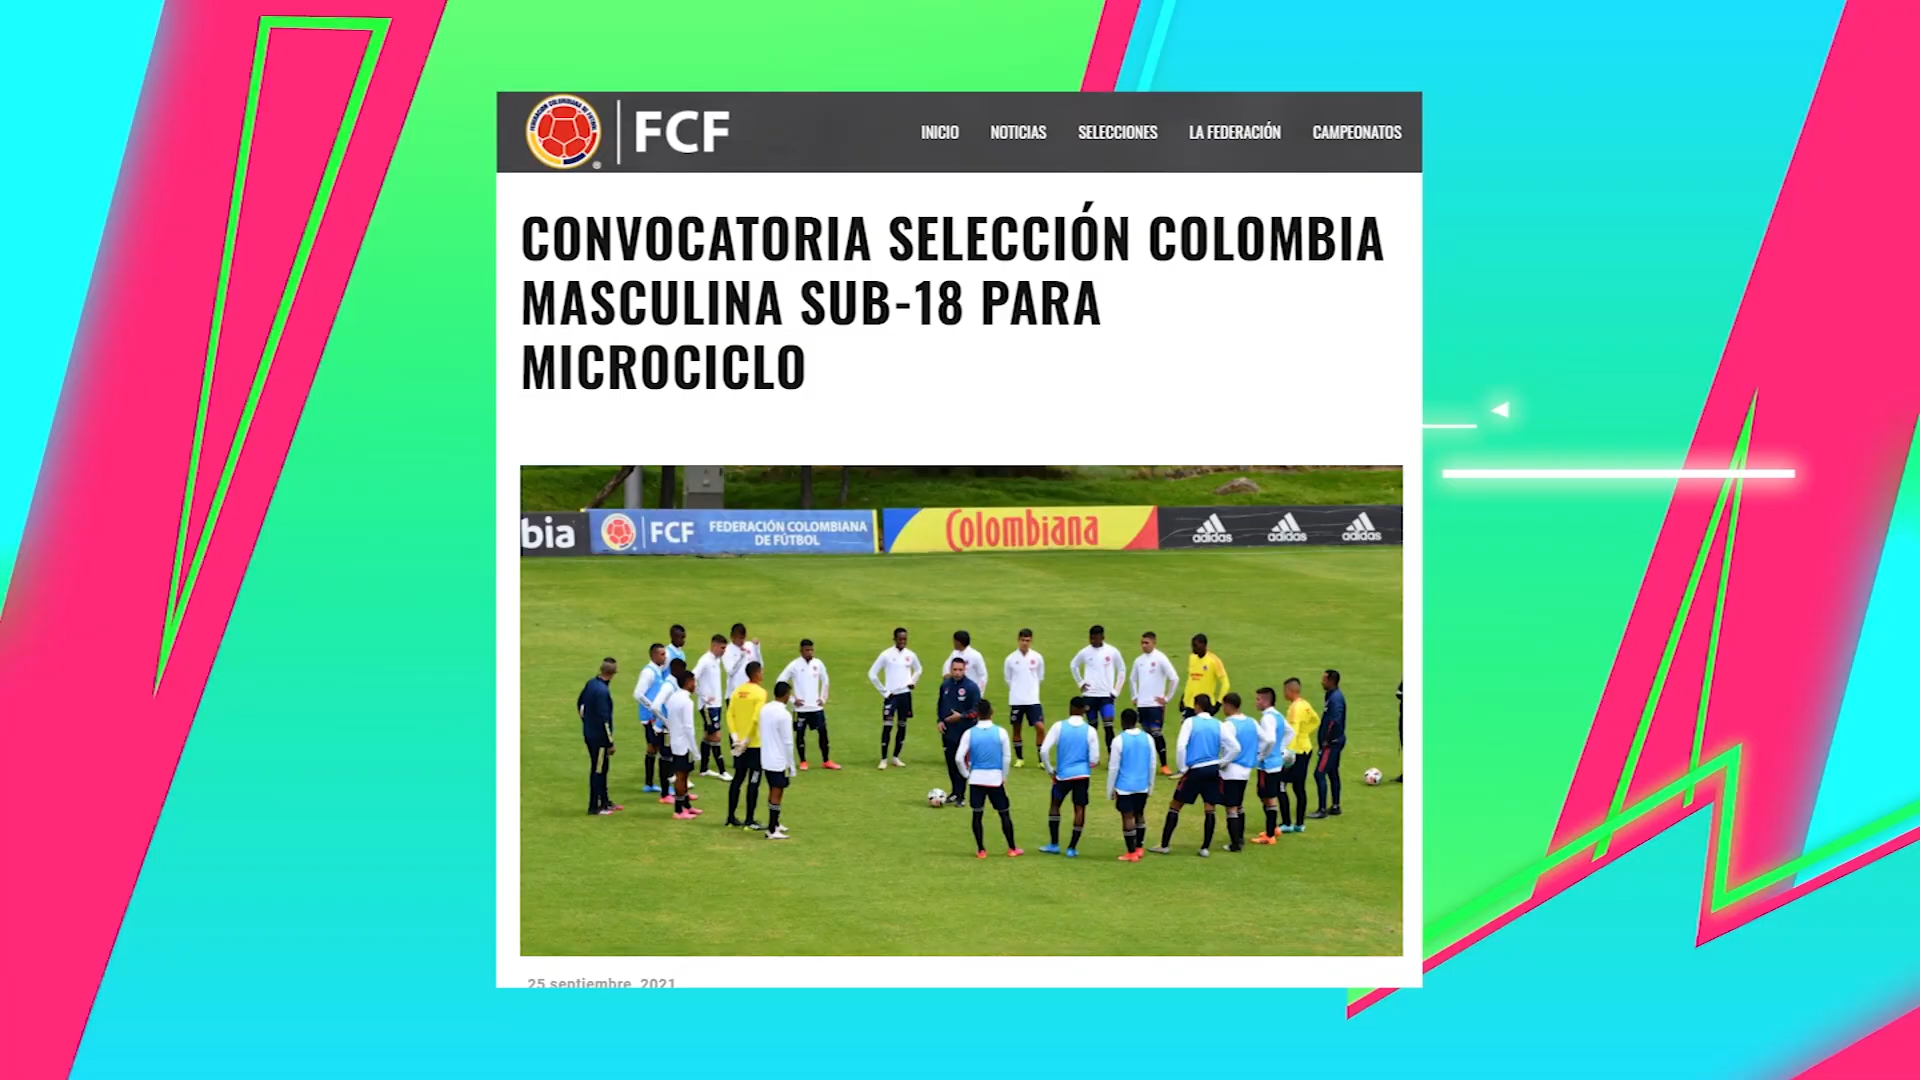 FCF
INICIO NOTICIAS SELECCIONES LA FEDERACIÓN CAMPEONATOS
CONVOCATORIA SELECCIÓN COLOMBIA
MASCULINA SUB-18 PARA
MICROCICLO
bia
FCF
FEDERACIÓN COLOMBIANA
DE FÚTBOL
Colombiana
adidas adidas adidas
25 septiembre, 2021